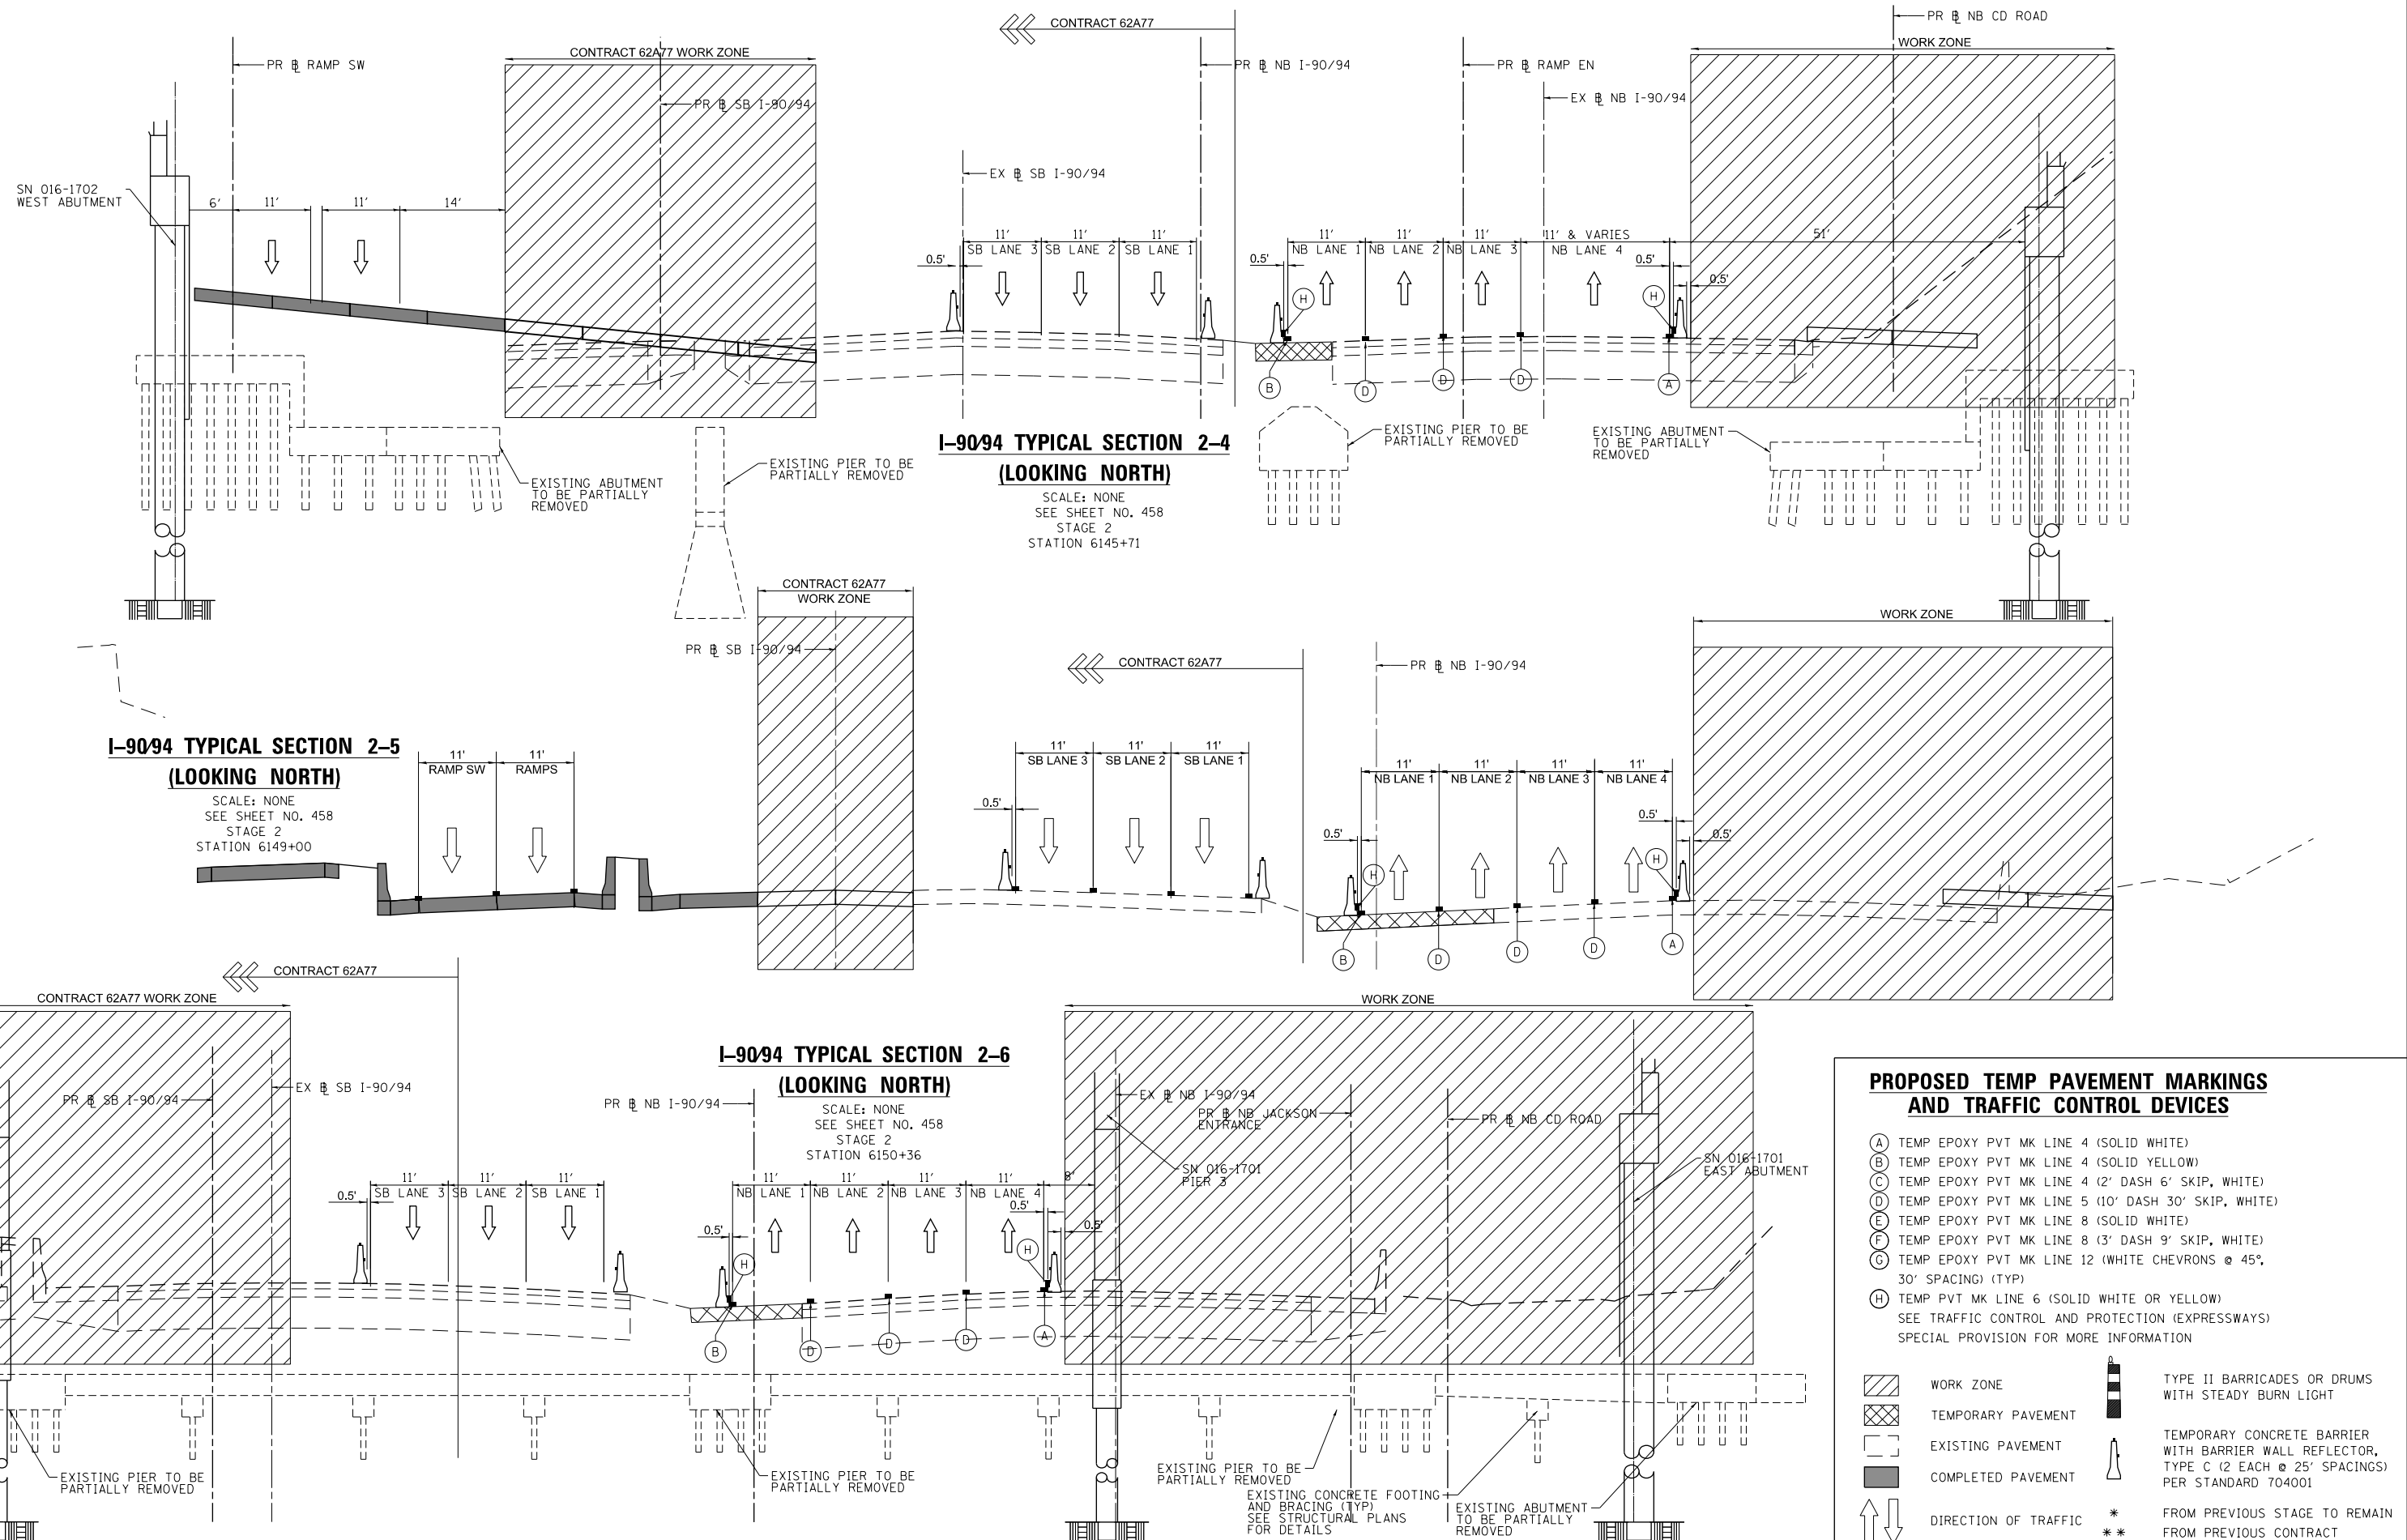 CONTRACT 62A77
PR BL NB CD ROAD
WORK ZONE
CONTRACT 62A77 WORK ZONE
PR BL RAMP SW
PR BL NB I-90/94
PR BL RAMP EN
PR BL SB I-90/94
EX BL NB I-90/94
EX BL SB I-90/94
SN 016-1702
WEST ABUTMENT
6'
11'
11'
14'
11'
11'
11'
SB LANE 3
SB LANE 2
SB LANE 1
0.5'
11'
11'
11'
11' & VARIES
51'
NB LANE 1
NB LANE 2
NB LANE 3
NB LANE 4
0.5'
0.5'
0.5'
H
H
B
D
D
D
A
I-90/94 TYPICAL SECTION 2-4
(LOOKING NORTH)
SCALE: NONE
SEE SHEET NO. 458
STAGE 2
STATION 6145+71
EXISTING ABUTMENT
TO BE PARTIALLY
REMOVED
EXISTING PIER TO BE
PARTIALLY REMOVED
EXISTING PIER TO BE
PARTIALLY REMOVED
EXISTING ABUTMENT
TO BE PARTIALLY
REMOVED
CONTRACT 62A77
WORK ZONE
WORK ZONE
PR BL SB I-90/94
CONTRACT 62A77
PR BL NB I-90/94
I-90/94 TYPICAL SECTION 2-5
(LOOKING NORTH)
SCALE: NONE
SEE SHEET NO. 458
STAGE 2
STATION 6149+00
11'
11'
RAMP SW
RAMPS
11'
11'
11'
SB LANE 3
SB LANE 2
SB LANE 1
0.5'
11'
11'
11'
11'
NB LANE 1
NB LANE 2
NB LANE 3
NB LANE 4
0.5'
0.5'
0.5'
H
H
B
D
D
D
A
CONTRACT 62A77
CONTRACT 62A77 WORK ZONE
WORK ZONE
I-90/94 TYPICAL SECTION 2-6
(LOOKING NORTH)
SCALE: NONE
SEE SHEET NO. 458
STAGE 2
STATION 6150+36
PR BL SB I-90/94
EX BL SB I-90/94
PR BL NB I-90/94
EX BL NB I-90/94
PR BL NB JACKSON
ENTRANCE
PR BL NB CD ROAD
SN 016-1701
PIER 3
SN 016-1701
EAST ABUTMENT
11'
11'
11'
SB LANE 3
SB LANE 2
SB LANE 1
0.5'
11'
11'
11'
11'
8'
NB LANE 1
NB LANE 2
NB LANE 3
NB LANE 4
0.5'
0.5'
0.5'
H
H
B
D
D
D
A
EXISTING PIER TO BE
PARTIALLY REMOVED
EXISTING PIER TO BE
PARTIALLY REMOVED
EXISTING PIER TO BE
PARTIALLY REMOVED
EXISTING CONCRETE FOOTING
AND BRACING (TYP)
SEE STRUCTURAL PLANS
FOR DETAILS
EXISTING ABUTMENT
TO BE PARTIALLY
REMOVED
PROPOSED TEMP PAVEMENT MARKINGS
AND TRAFFIC CONTROL DEVICES
A TEMP EPOXY PVT MK LINE 4 (SOLID WHITE)
B TEMP EPOXY PVT MK LINE 4 (SOLID YELLOW)
C TEMP EPOXY PVT MK LINE 4 (2' DASH 6' SKIP, WHITE)
D TEMP EPOXY PVT MK LINE 5 (10' DASH 30' SKIP, WHITE)
E TEMP EPOXY PVT MK LINE 8 (SOLID WHITE)
F TEMP EPOXY PVT MK LINE 8 (3' DASH 9' SKIP, WHITE)
G TEMP EPOXY PVT MK LINE 12 (WHITE CHEVRONS @ 45°,
30' SPACING) (TYP)
H TEMP PVT MK LINE 6 (SOLID WHITE OR YELLOW)
SEE TRAFFIC CONTROL AND PROTECTION (EXPRESSWAYS)
SPECIAL PROVISION FOR MORE INFORMATION
WORK ZONE
TEMPORARY PAVEMENT
EXISTING PAVEMENT
COMPLETED PAVEMENT
DIRECTION OF TRAFFIC
TYPE II BARRICADES OR DRUMS
WITH STEADY BURN LIGHT
TEMPORARY CONCRETE BARRIER
WITH BARRIER WALL REFLECTOR,
TYPE C (2 EACH @ 25' SPACINGS)
PER STANDARD 704001
* FROM PREVIOUS STAGE TO REMAIN
** FROM PREVIOUS CONTRACT